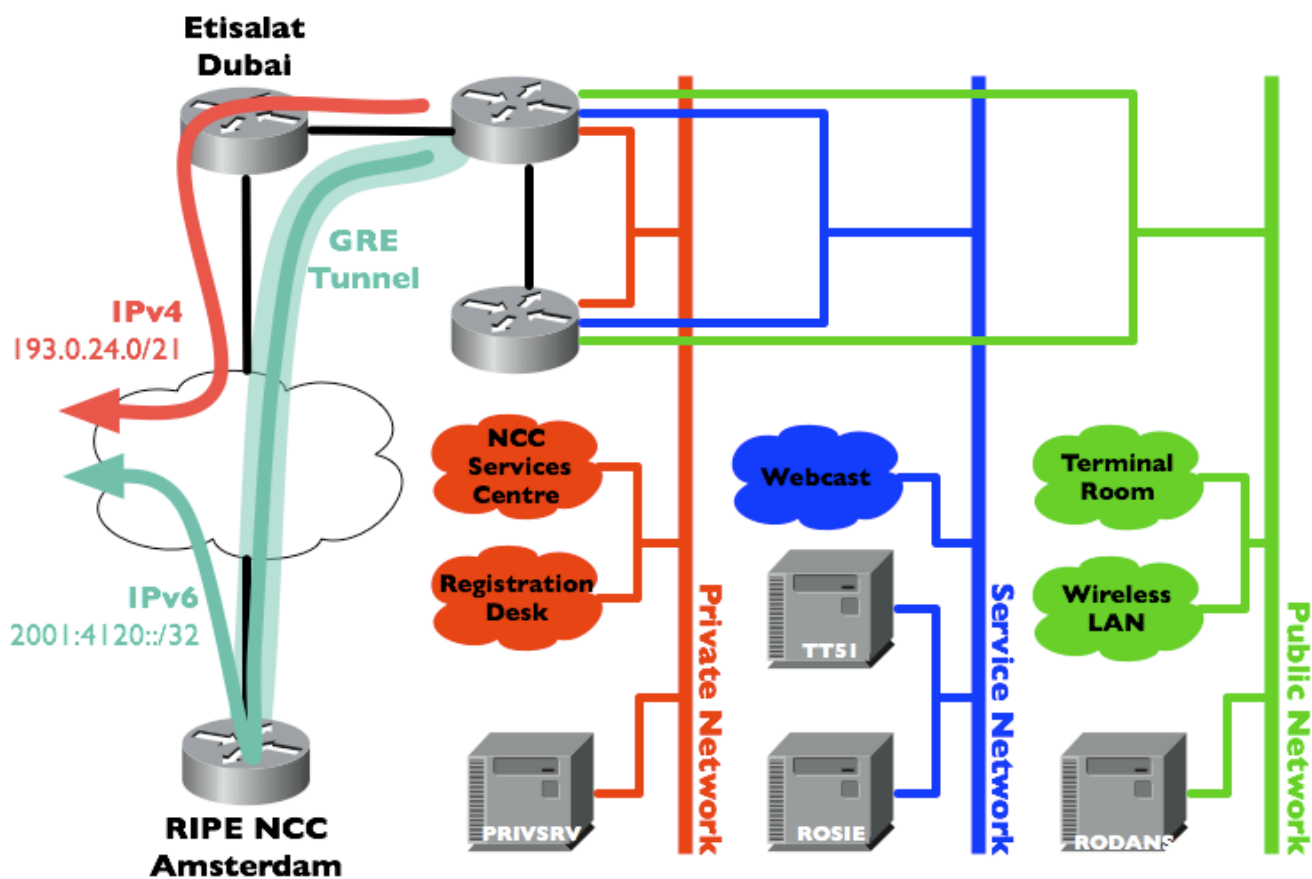 Etisalat
Dubai
GRE
Tunnel
IPv4
193.0.24.0/21
NCC
Services
Centre
Webcast
Terminal
Room
Registration
Desk
Wireless
LAN
IPv6
2001:4120::/32
TT51
Private Network
Service Network
Public Network
PRIVSRV
ROSIE
RODANS
RIPE NCC
Amsterdam